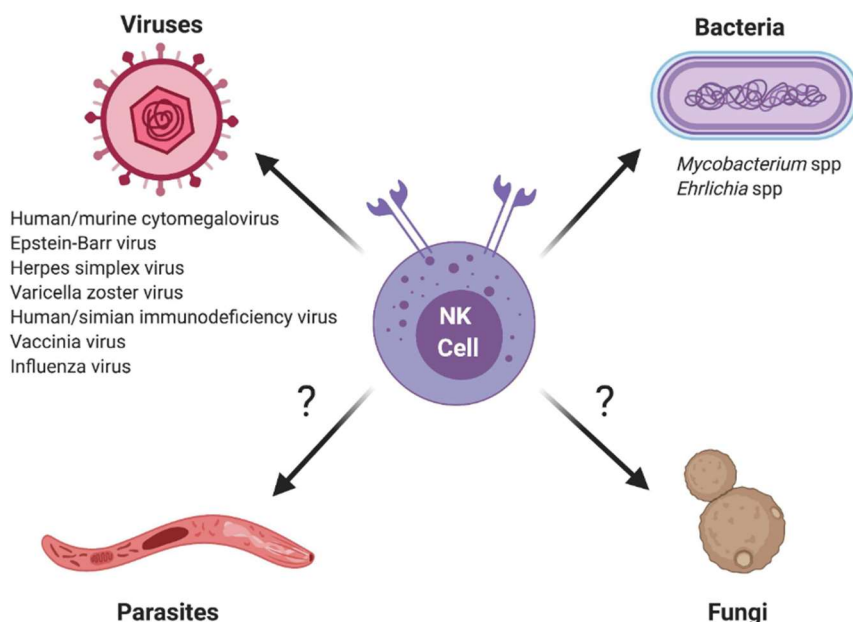 Viruses
Human/murine cytomegalovirus
Epstein-Barr virus
Herpes simplex virus
Varicella zoster virus
Human/simian immunodeficiency virus
Vaccinia virus
Influenza virus
Bacteria
Mycobacterium spp
Ehrlichia spp
NK
Cell
?
?
Parasites
Fungi